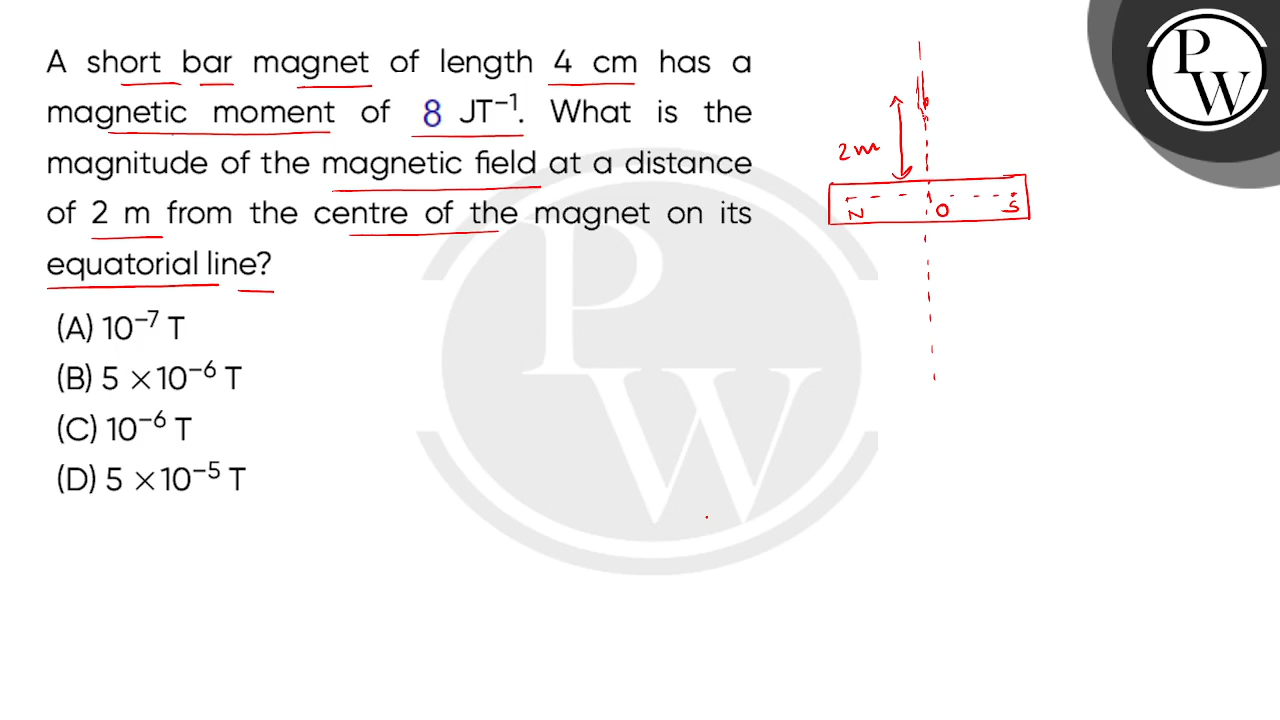 A short bar magnet of length 4 cm has a
magnetic moment of 8 JT⁻¹. What is the
magnitude of the magnetic field at a distance
of 2 m from the centre of the magnet on its
equatorial line?
(A) 10⁻⁷ T
(B) 5 ×10⁻⁶ T
(C) 10⁻⁶ T
(D) 5 ×10⁻⁵ T
2m
N O S
P
W
P
W